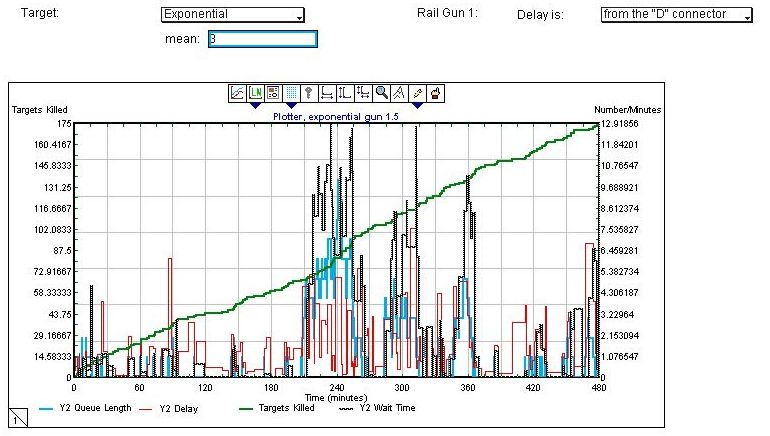 Target: Exponential Rail Gun 1: Delay is: from the "D" connector
mean: 3
LN
Targets Killed Number/Minutes
Plotter, exponential gun 1.5
175 12.91856
160.4167 11.84201
145.8333 10.76547
131.25 9.688921
116.6667 8.612374
102.0833 7.535827
87.5 6.459281
72.91667 5.382734
58.33333 4.306187
43.75 3.22964
29.16667 2.153094
14.58333 1.076547
0 0
0 60 120 180 240 300 360 420 480
Time (minutes)
Y2 Queue Length Y2 Delay Targets Killed Y2 Wait Time
1